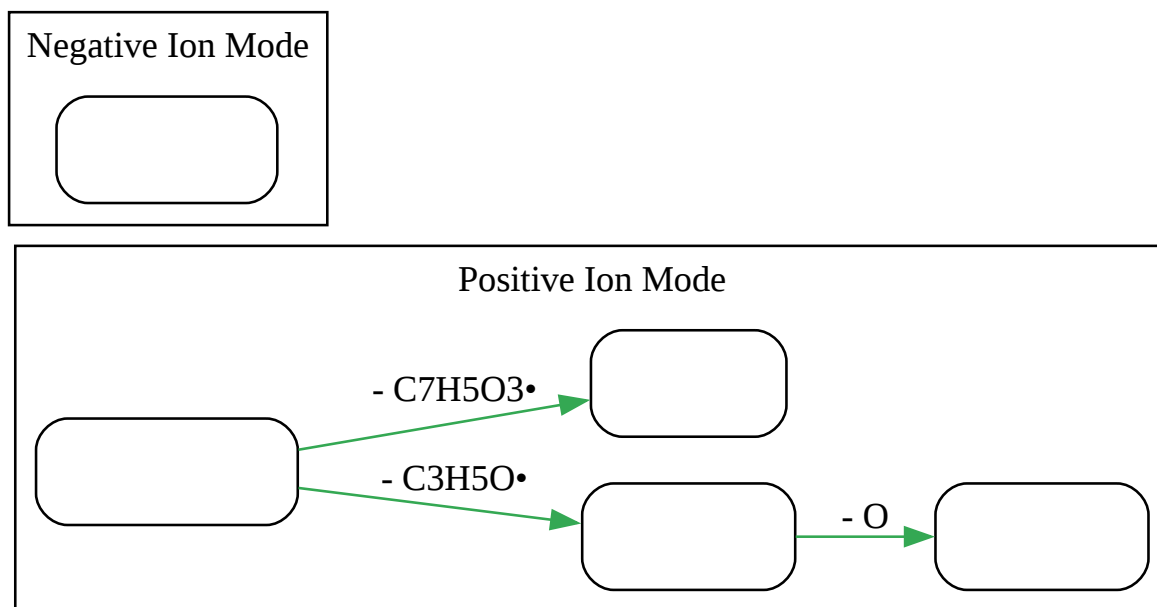 Negative Ion Mode
Positive Ion Mode
- C7H5O3•
- C3H5O•
- O